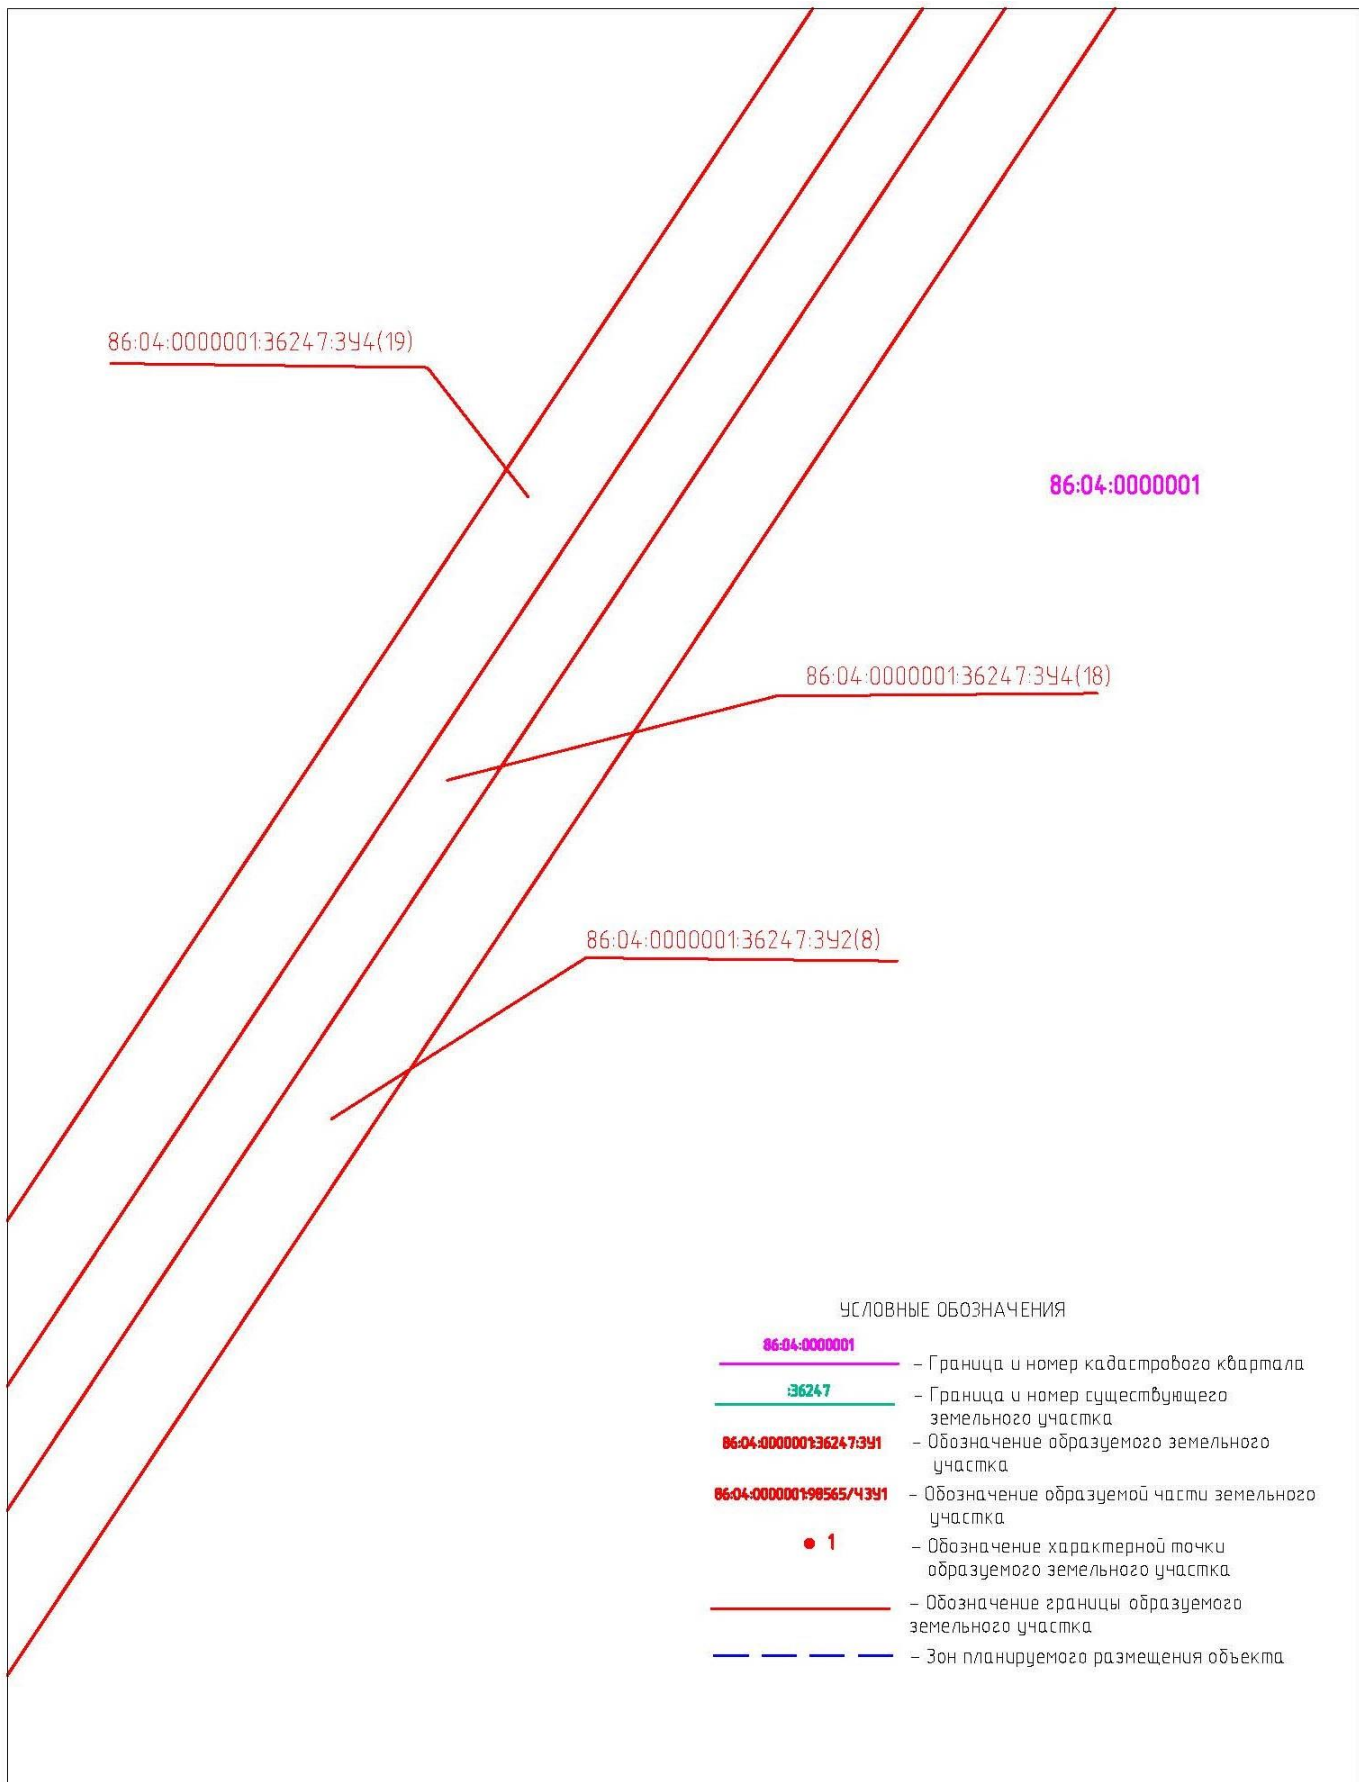 86:04:0000001:36247:ЗУ4(19)
86:04:0000001
86:04:0000001:36247:ЗУ4(18)
86:04:0000001:36247:ЗУ2(8)
УСЛОВНЫЕ ОБОЗНАЧЕНИЯ
86:04:0000001
– Граница и номер кадастрового квартала
:36247
– Граница и номер существующего
земельного участка
86:04:0000001:36247:ЗУ1
– Обозначение образуемого земельного
участка
86:04:0000001:98565/ЧЗУ1
– Обозначение образуемой части земельного
участка
1
– Обозначение характерной точки
образуемого земельного участка
– Обозначение границы образуемого
земельного участка
– Зон планируемого размещения объекта